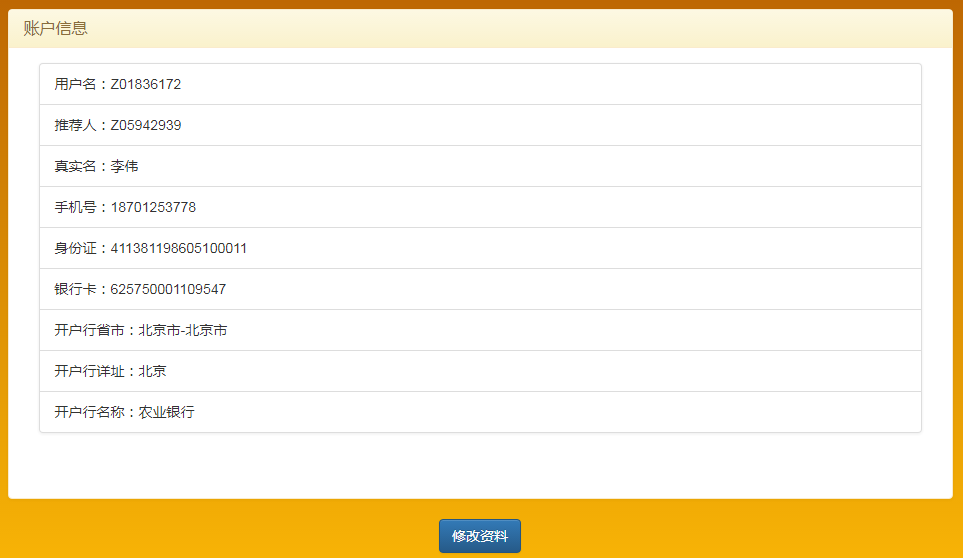 账户信息
用户名：Z01836172
推荐人：Z05942939
真实名：李伟
手机号：18701253778
身份证：411381198605100011
银行卡：625750001109547
开户行省市：北京市-北京市
开户行详址：北京
开户行名称：农业银行
修改资料